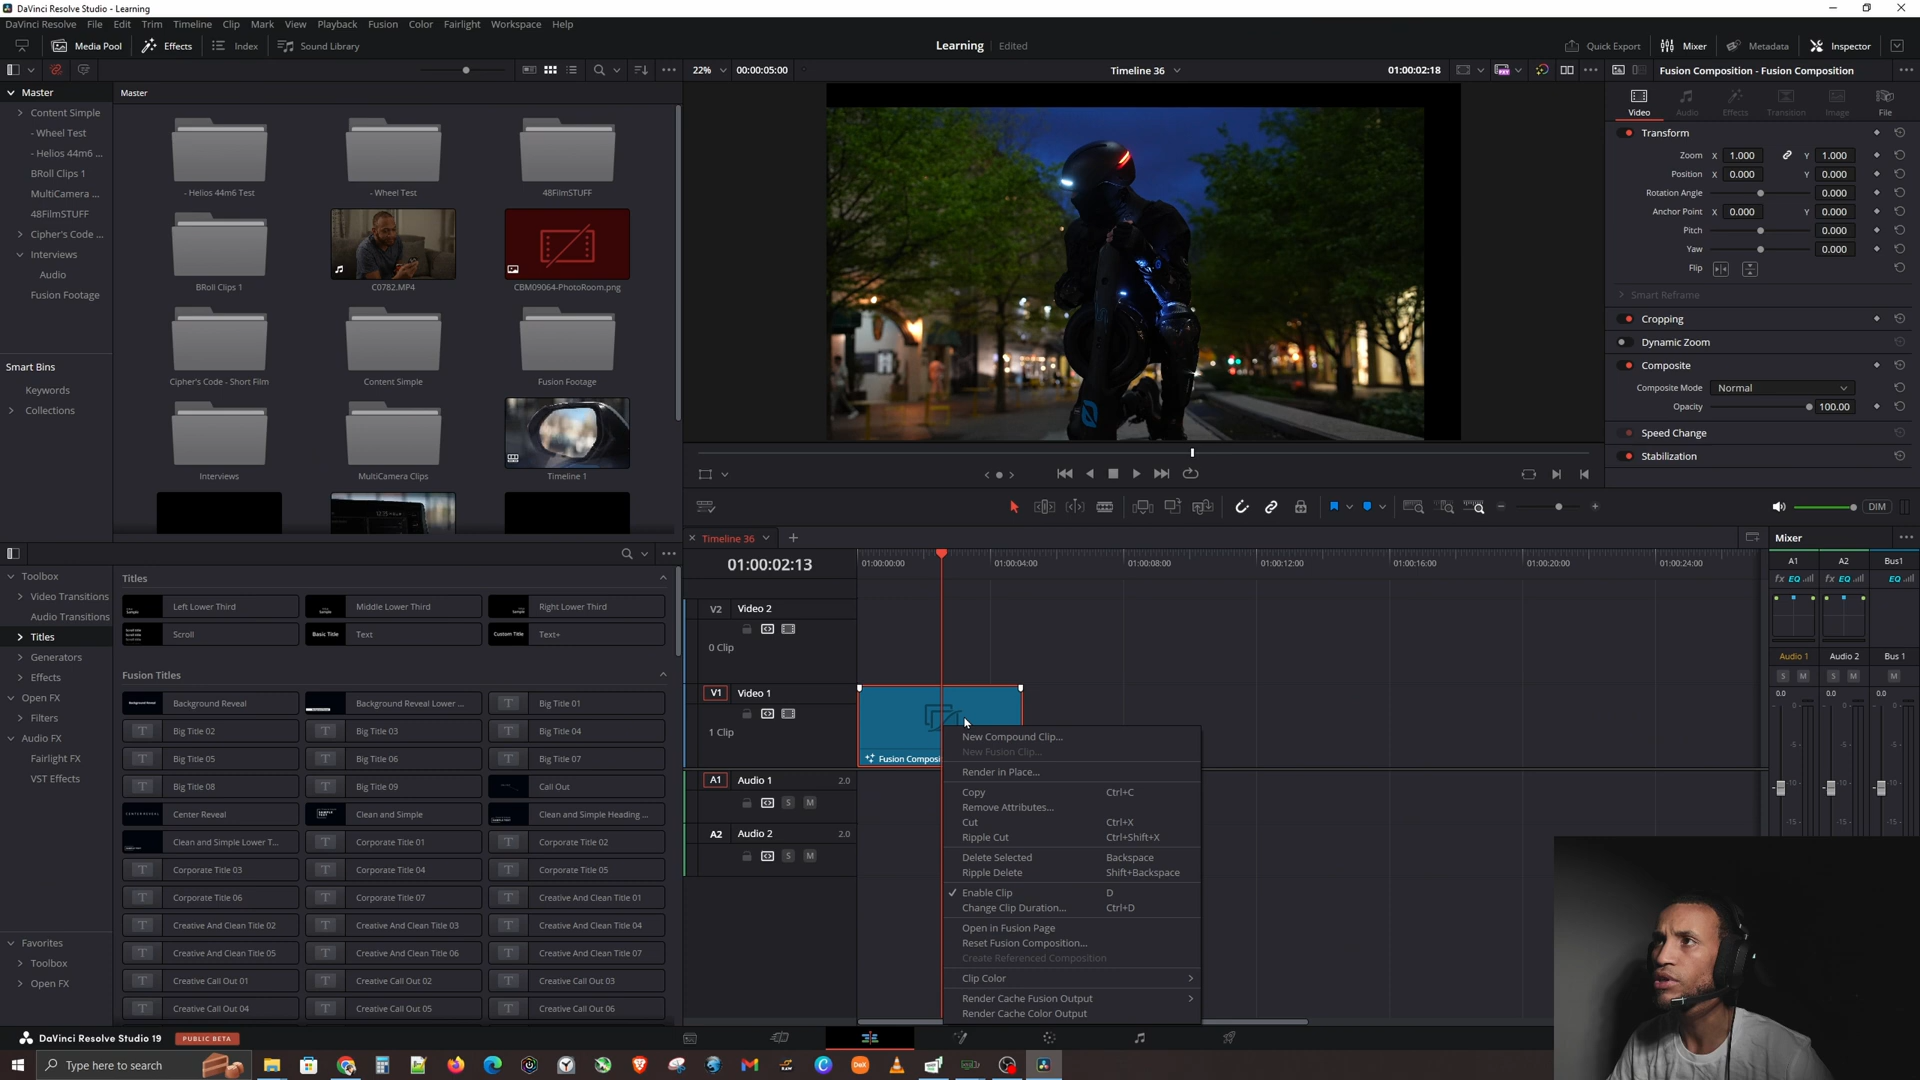 DaVinci Resolve Studio - Learning
DaVinci Resolve File Edit Trim Timeline Clip Mark View Playback Fusion Color Fairlight Workspace Help
Media Pool Effects Index Sound Library
Learning Edited
Quick Export Mixer Metadata Inspector
22% 00:00:05:00 Timeline 36 01:00:02:18
Fusion Composition - Fusion Composition
Master
Content Simple
- Wheel Test
- Helios 44m6 ...
BRoll Clips 1
MultiCamera ...
48FilmSTUFF
Cipher's Code ...
Interviews
Audio
Fusion Footage
Smart Bins
Keywords
Collections
Master
- Helios 44m6 Test - Wheel Test 48FilmSTUFF
BRoll Clips 1 C0782.MP4 CBM09064-PhotoRoom.png
Cipher's Code - Short Film Content Simple Fusion Footage
Interviews MultiCamera Clips Timeline 1
Video Audio Effects Transition Image File
Transform
Zoom X 1.000 Y 1.000
Position X 0.000 Y 0.000
Rotation Angle 0.000
Anchor Point X 0.000 Y 0.000
Pitch 0.000
Yaw 0.000
Flip
Smart Reframe
Cropping
Dynamic Zoom
Composite
Composite Mode Normal
Opacity 100.00
Speed Change
Stabilization
DIM
Toolbox
Video Transitions
Audio Transitions
Titles
Generators
Effects
Open FX
Filters
Audio FX
Fairlight FX
VST Effects
Favorites
Toolbox
Open FX
Titles
Left Lower Third Middle Lower Third Right Lower Third
Scroll Basic Title Text Custom Title Text+
Fusion Titles
Background Reveal Background Reveal Lower ... Big Title 01
Big Title 02 Big Title 03 Big Title 04
Big Title 05 Big Title 06 Big Title 07
Big Title 08 Big Title 09 Call Out
Center Reveal Clean and Simple Clean and Simple Heading ...
Clean and Simple Lower T... Corporate Title 01 Corporate Title 02
Corporate Title 03 Corporate Title 04 Corporate Title 05
Corporate Title 06 Corporate Title 07 Creative And Clean Title 01
Creative And Clean Title 02 Creative And Clean Title 03 Creative And Clean Title 04
Creative And Clean Title 05 Creative And Clean Title 06 Creative And Clean Title 07
Creative Call Out 01 Creative Call Out 02 Creative Call Out 03
Creative Call Out 04 Creative Call Out 05 Creative Call Out 06
Timeline 36
01:00:02:13
01:00:00:00 01:00:04:00 01:00:08:00 01:00:12:00 01:00:16:00 01:00:20:00 01:00:24:00
V2 Video 2
0 Clip
V1 Video 1
1 Clip
Fusion Composi
A1 Audio 1 2.0
S M
A2 Audio 2 2.0
S M
New Compound Clip...
New Fusion Clip...
Render in Place...
Copy Ctrl+C
Remove Attributes...
Cut Ctrl+X
Ripple Cut Ctrl+Shift+X
Delete Selected Backspace
Ripple Delete Shift+Backspace
Enable Clip D
Change Clip Duration... Ctrl+D
Open in Fusion Page
Reset Fusion Composition...
Create Referenced Composition
Clip Color
Render Cache Fusion Output
Render Cache Color Output
Mixer
A1 A2 Bus1
fx EQ fx EQ EQ
Audio 1 Audio 2 Bus 1
S M S M M
0.0 0.0 0.0
0 0 0
-5 -5 -5
-10 -10 -10
-15 -15 -15
DaVinci Resolve Studio 19 PUBLIC BETA
Type here to search